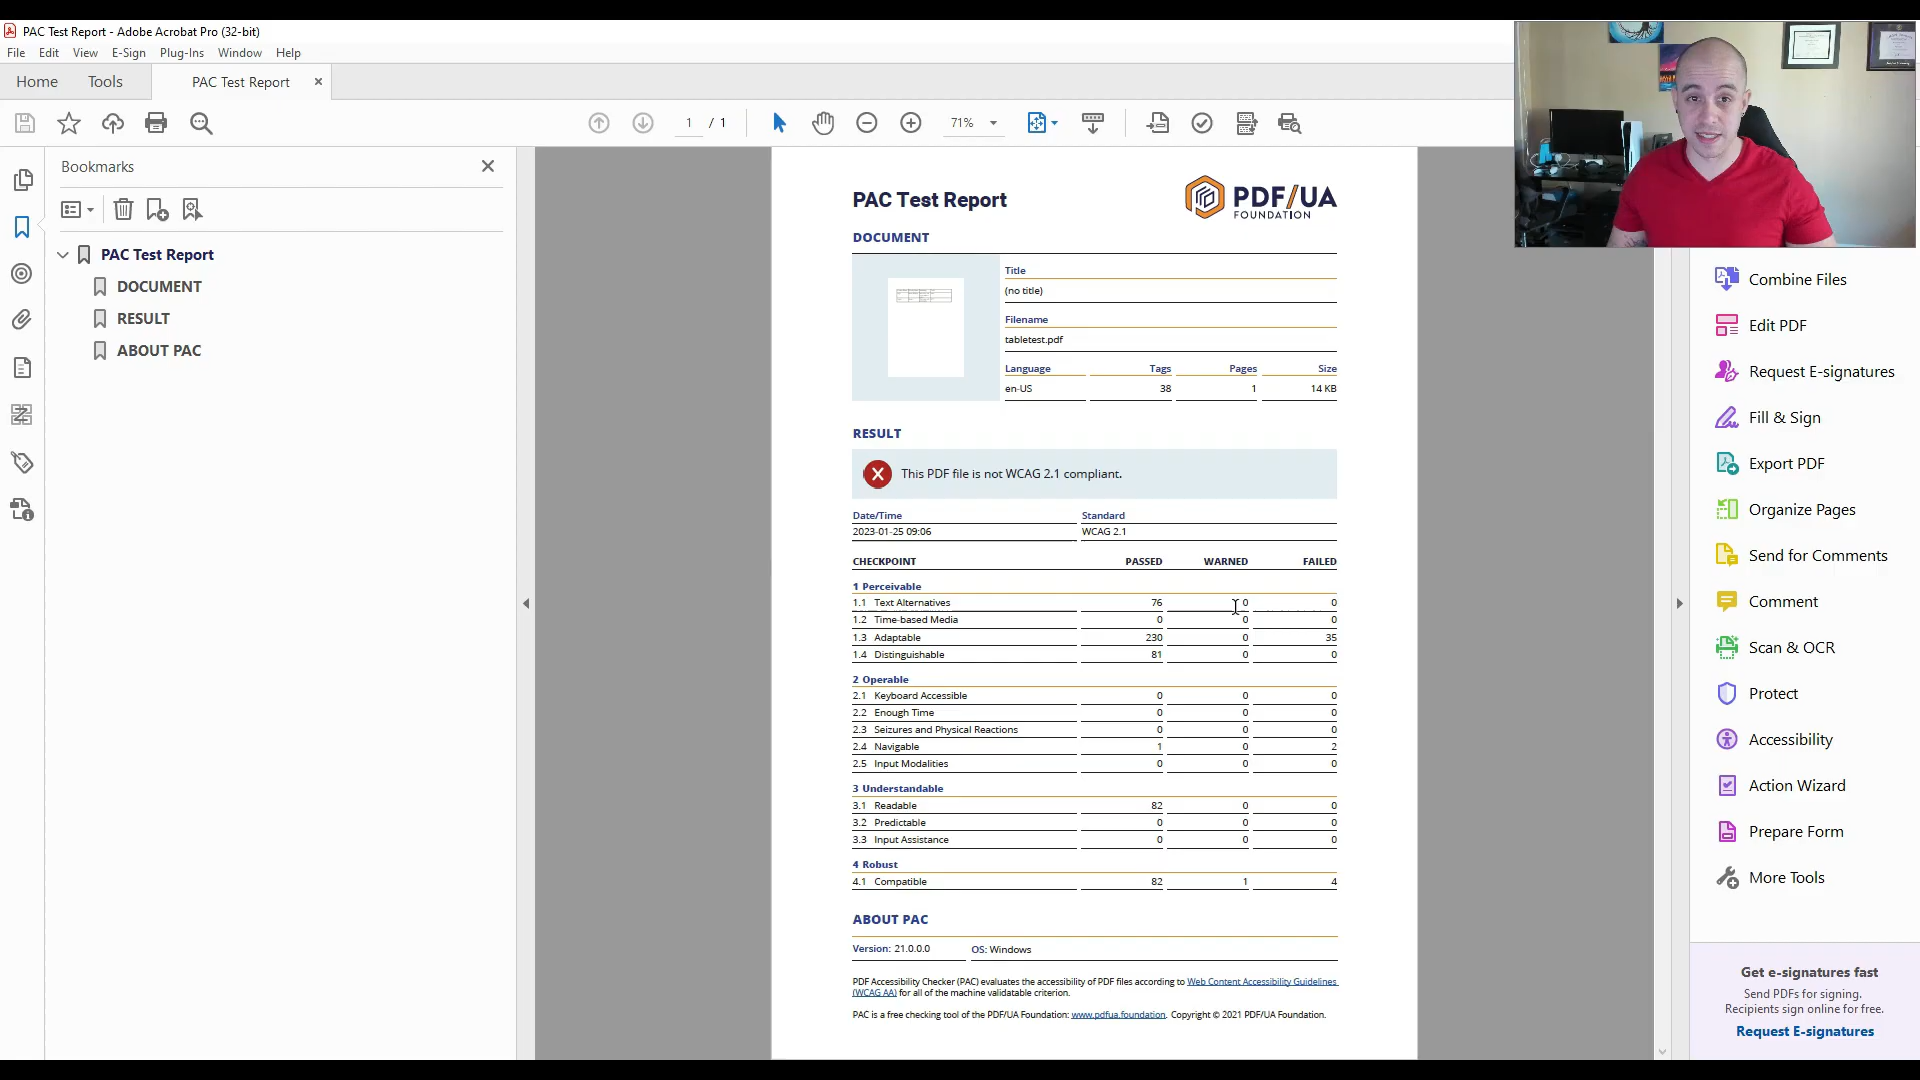 PAC Test Report - Adobe Acrobat Pro (32-bit)
File Edit View E-Sign Plug-Ins Window Help
Home Tools PAC Test Report
1 / 1 71%
Bookmarks
PAC Test Report
DOCUMENT
RESULT
ABOUT PAC
PAC Test Report
PDF/UA
FOUNDATION
DOCUMENT
Title
(no title)
Filename
tabletest.pdf
Language Tags Pages Size
en-US 38 1 14 KB
RESULT
This PDF file is not WCAG 2.1 compliant.
Date/Time Standard
2023-01-25 09:06 WCAG 2.1
CHECKPOINT PASSED WARNED FAILED
1 Perceivable
1.1 Text Alternatives 76 0 0
1.2 Time-based Media 0 0 0
1.3 Adaptable 230 0 35
1.4 Distinguishable 81 0 0
2 Operable
2.1 Keyboard Accessible 0 0 0
2.2 Enough Time 0 0 0
2.3 Seizures and Physical Reactions 0 0 0
2.4 Navigable 1 0 2
2.5 Input Modalities 0 0 0
3 Understandable
3.1 Readable 82 0 0
3.2 Predictable 0 0 0
3.3 Input Assistance 0 0 0
4 Robust
4.1 Compatible 82 1 4
ABOUT PAC
Version: 21.0.0.0 OS: Windows
PDF Accessibility Checker (PAC) evaluates the accessibility of PDF files according to Web Content Accessibility Guidelines
(WCAG AA) for all of the machine validatable criterion.
PAC is a free checking tool of the PDF/UA Foundation: www.pdfua.foundation. Copyright © 2021 PDF/UA Foundation.
Combine Files
Edit PDF
Request E-signatures
Fill & Sign
Export PDF
Organize Pages
Send for Comments
Comment
Scan & OCR
Protect
Accessibility
Action Wizard
Prepare Form
More Tools
Get e-signatures fast
Send PDFs for signing.
Recipients sign online for free.
Request E-signatures